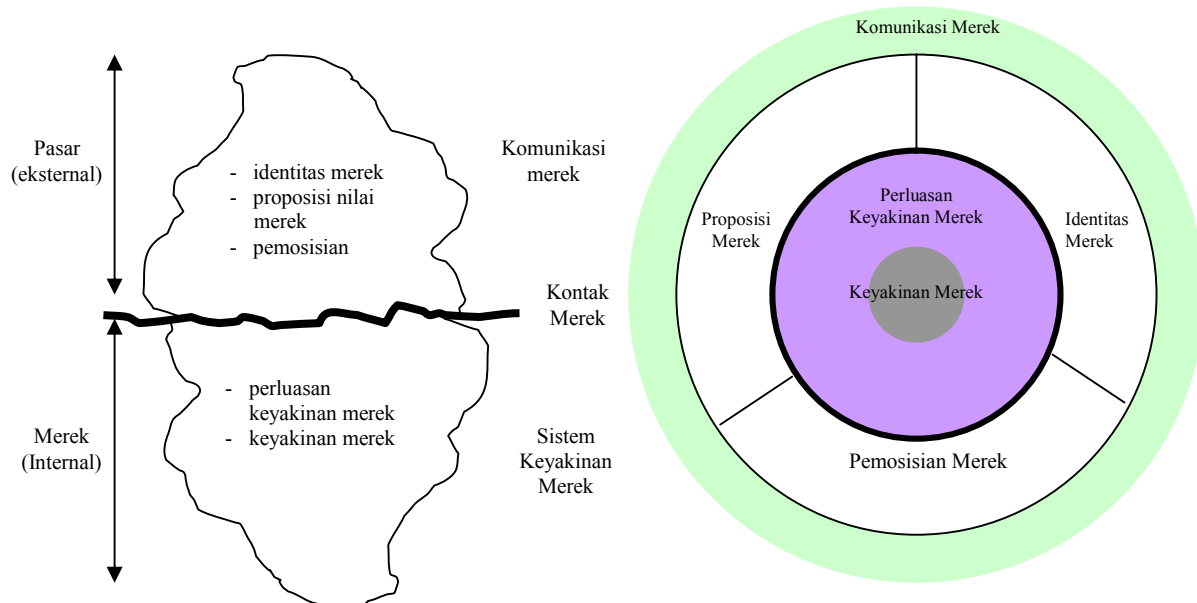 Pasar
(eksternal)
- identitas merek
- proposisi nilai
merek
- pemosisian
Komunikasi
merek
Kontak
Merek
- perluasan
keyakinan merek
- keyakinan merek
Merek
(Internal)
Sistem
Keyakinan
Merek
Komunikasi Merek
Proposisi
Merek
Perluasan
Keyakinan Merek
Identitas
Merek
Keyakinan Merek
Pemosisian Merek